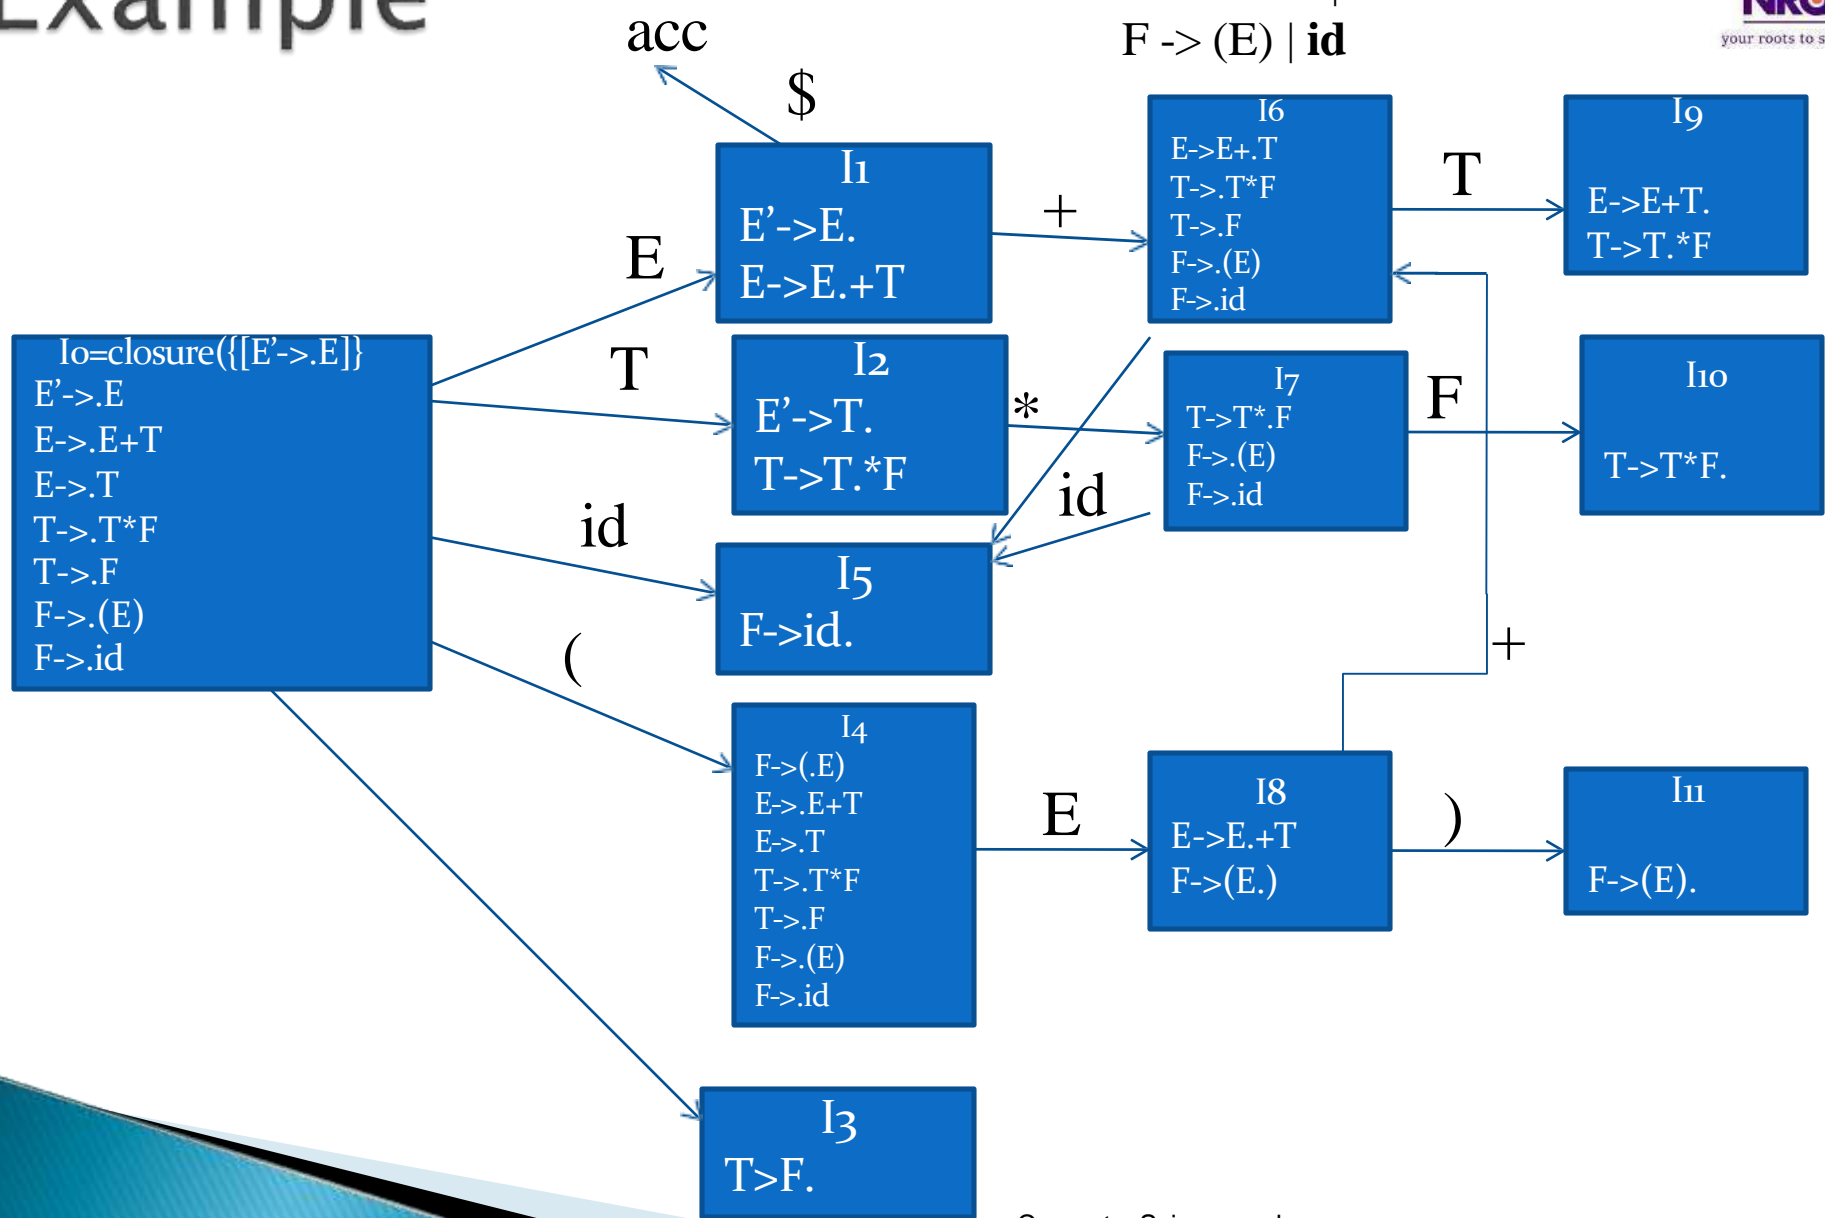 Example
acc
$
F -> (E) | id
your roots to s
I0=closure({[E'->.E]}
E'->.E
E->.E+T
E->.T
T->.T*F
T->.F
F->.(E)
F->.id
E
T
id
(
I1
E'->E.
E->E.+T
I2
E'->T.
T->T.*F
I5
F->id.
I4
F->(.E)
E->.E+T
E->.T
T->.T*F
T->.F
F->.(E)
F->.id
I3
T>F.
+
*
id
E
I6
E->E+.T
T->.T*F
T->.F
F->.(E)
F->.id
I7
T->T*.F
F->.(E)
F->.id
I8
E->E.+T
F->(E.)
T
F
+
)
I9
E->E+T.
T->T.*F
I10
T->T*F.
I11
F->(E).